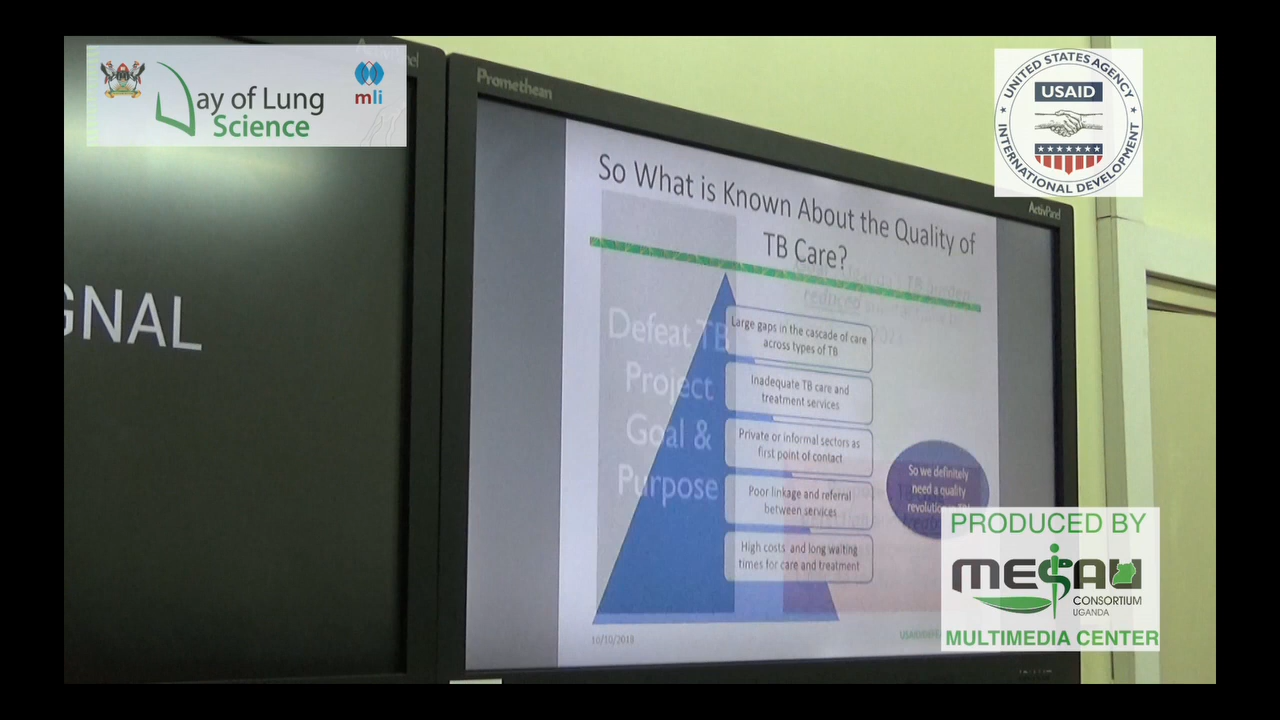 Day of Lung
Science
mli
Promethean
UNITED STATES AGENCY
USAID
INTERNATIONAL DEVELOPMENT
ActivPanel
GNAL
So What is Known About the Quality of
TB Care?
Defeat TB
Project
Goal &
Purpose
TB burden
reduced
Large gaps in the cascade of care
across types of TB
Inadequate TB care and
treatment services
Private or informal sectors as
first point of contact
Poor linkage and referral
between services
High costs and long waiting
times for care and treatment
So we definitely
need a quality
10/10/2018
PRODUCED BY
MESAU
CONSORTIUM
UGANDA
MULTIMEDIA CENTER